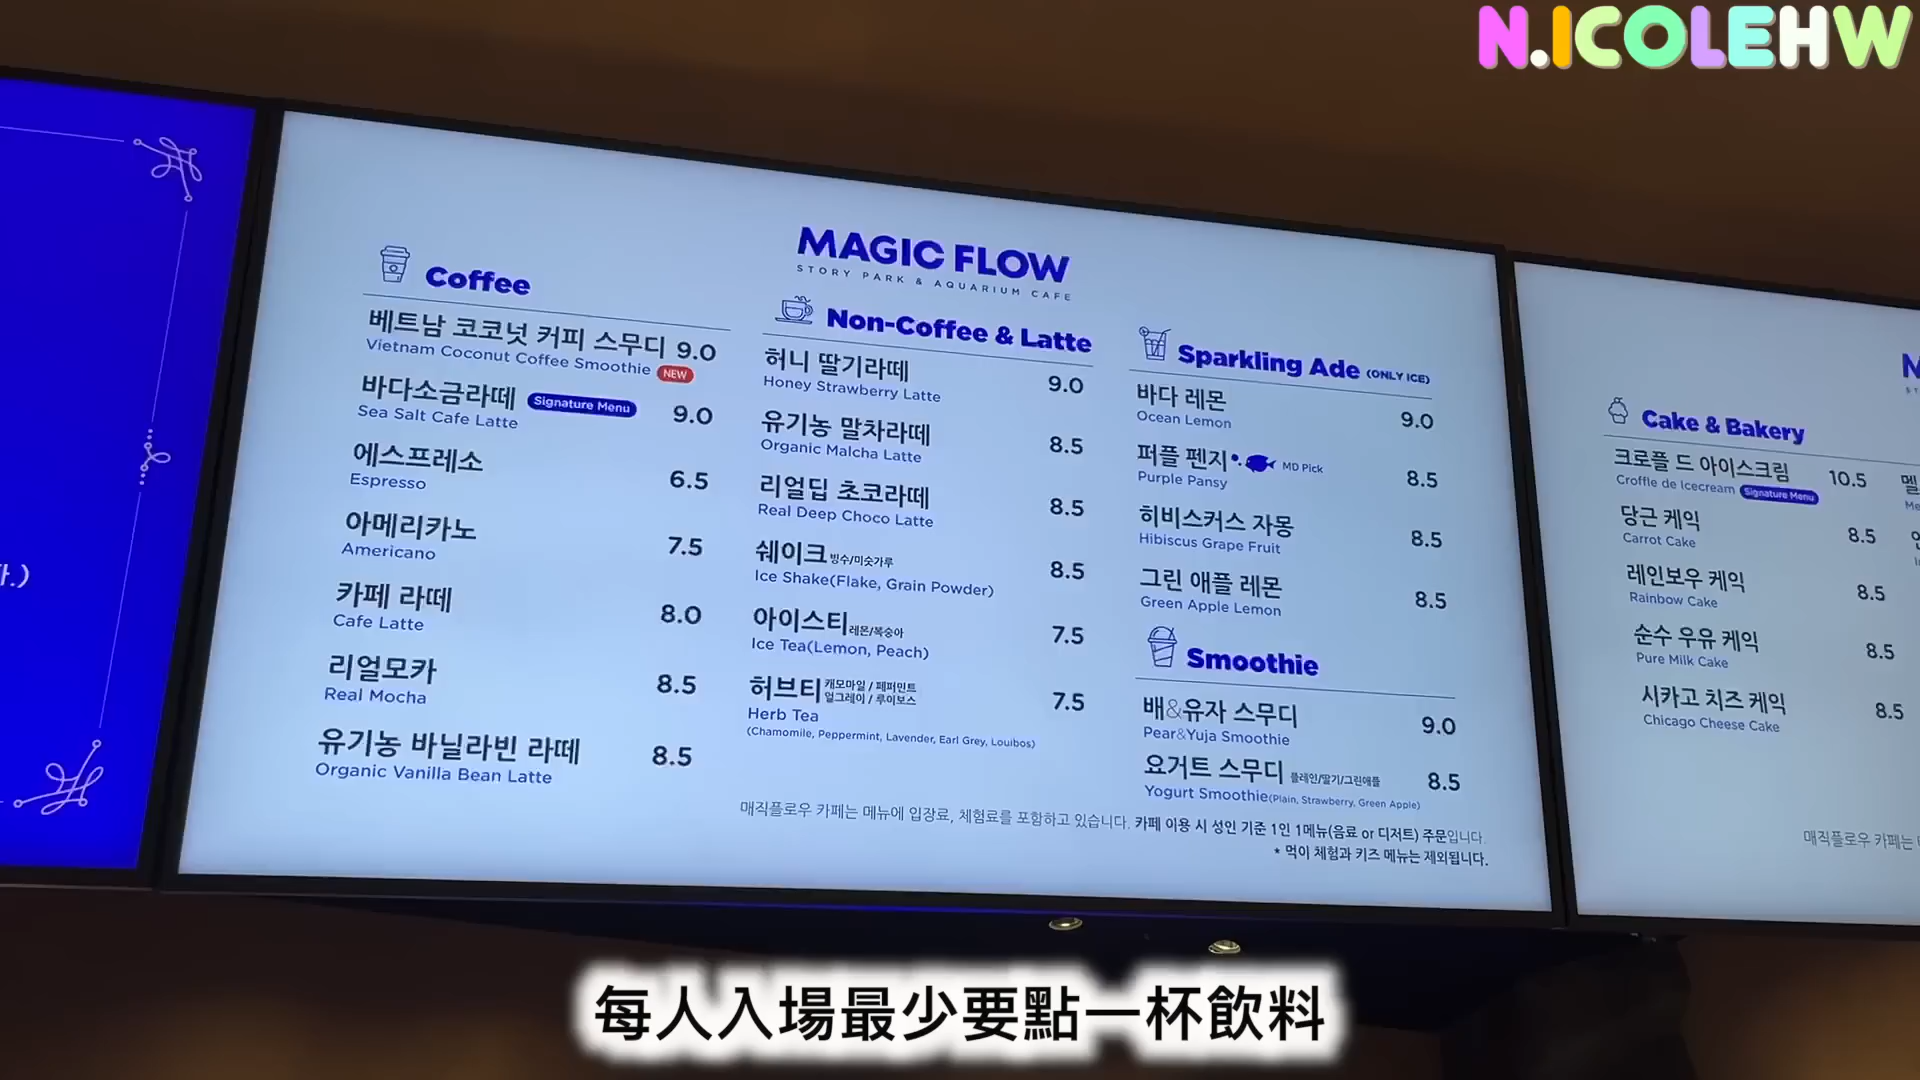 N.ICOLEHW
MAGIC FLOW
STORY PARK & AQUARIUM CAFE
Coffee
베트남 코코넛 커피 스무디 9.0
Vietnam Coconut Coffee Smoothie NEW
바다소금라떼 Signature Menu 9.0
Sea Salt Cafe Latte
에스프레소 6.5
Espresso
아메리카노 7.5
Americano
카페 라떼 8.0
Cafe Latte
리얼모카 8.5
Real Mocha
유기농 바닐라빈 라떼 8.5
Organic Vanilla Bean Latte
Non-Coffee & Latte
허니 딸기라떼 9.0
Honey Strawberry Latte
유기농 말차라떼 8.5
Organic Malcha Latte
리얼딥 초코라떼 8.5
Real Deep Choco Latte
쉐이크 빙수/미숫가루 8.5
Ice Shake(Flake, Grain Powder)
아이스티 레몬/복숭아 7.5
Ice Tea(Lemon, Peach)
허브티 캐모마일 / 페퍼민트 7.5
얼그레이 / 루이보스
Herb Tea
(Chamomile, Peppermint, Lavender, Earl Grey, Louibos)
Sparkling Ade (ONLY ICE)
바다 레몬 9.0
Ocean Lemon
퍼플 펜지 MD Pick 8.5
Purple Pansy
히비스커스 자몽 8.5
Hibiscus Grape Fruit
그린 애플 레몬 8.5
Green Apple Lemon
Smoothie
배&유자 스무디 9.0
Pear&Yuja Smoothie
요거트 스무디 플레인/딸기/그린애플 8.5
Yogurt Smoothie(Plain, Strawberry, Green Apple)
매직플로우 카페는 메뉴에 입장료, 체험료를 포함하고 있습니다. 카페 이용 시 성인 기준 1인 1메뉴(음료 or 디저트) 주문입니다.
* 먹이 체험과 키즈 메뉴는 제외됩니다.
Cake & Bakery
크로플 드 아이스크림 10.5
Croffle de Icecream Signature Menu
당근 케익 8.5
Carrot Cake
레인보우 케익 8.5
Rainbow Cake
순수 우유 케익 8.5
Pure Milk Cake
시카고 치즈 케익 8.5
Chicago Cheese Cake
매직플로우 카페는
每人入場最少要點一杯飲料